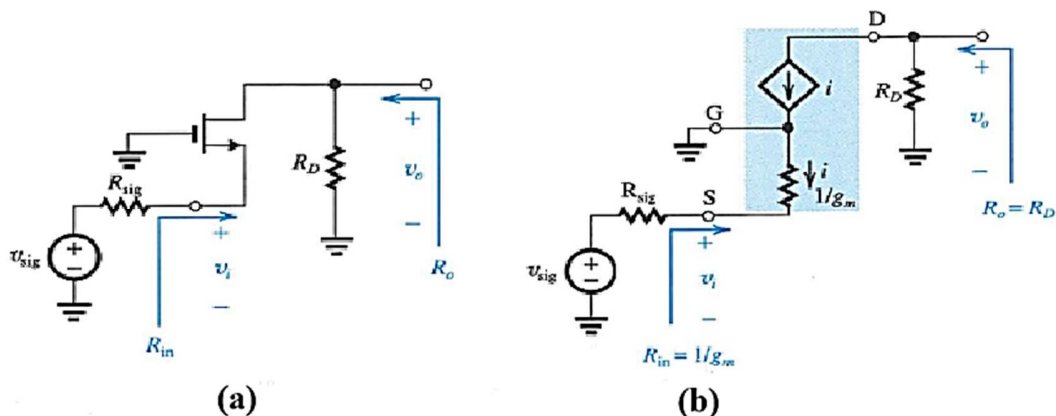 R_sig
v_sig
+
−
+
v_i
−
R_in
R_D
+
v_o
−
R_o
(a)
D
i
G
i
1/g_m
R_D
+
v_o
−
R_o = R_D
R_sig
S
v_sig
+
−
+
v_i
−
R_in = 1/g_m
(b)